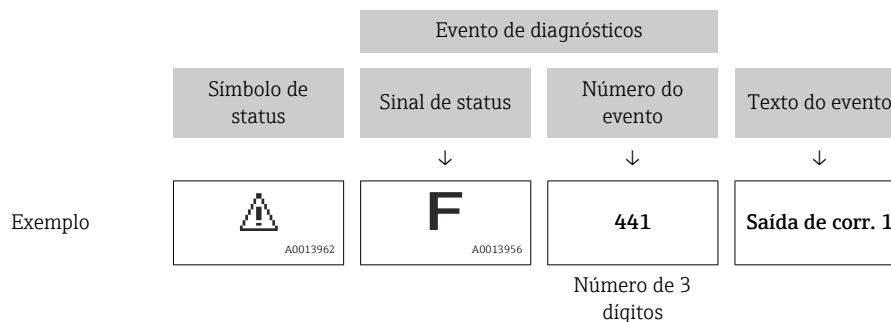 Evento de diagnósticos
Símbolo de
status
Sinal de status
Número do
evento
Texto do evento
↓ ↓ ↓
Exemplo
A0013962
F
A0013956
441
Saída de corr. 1
Número de 3
dígitos